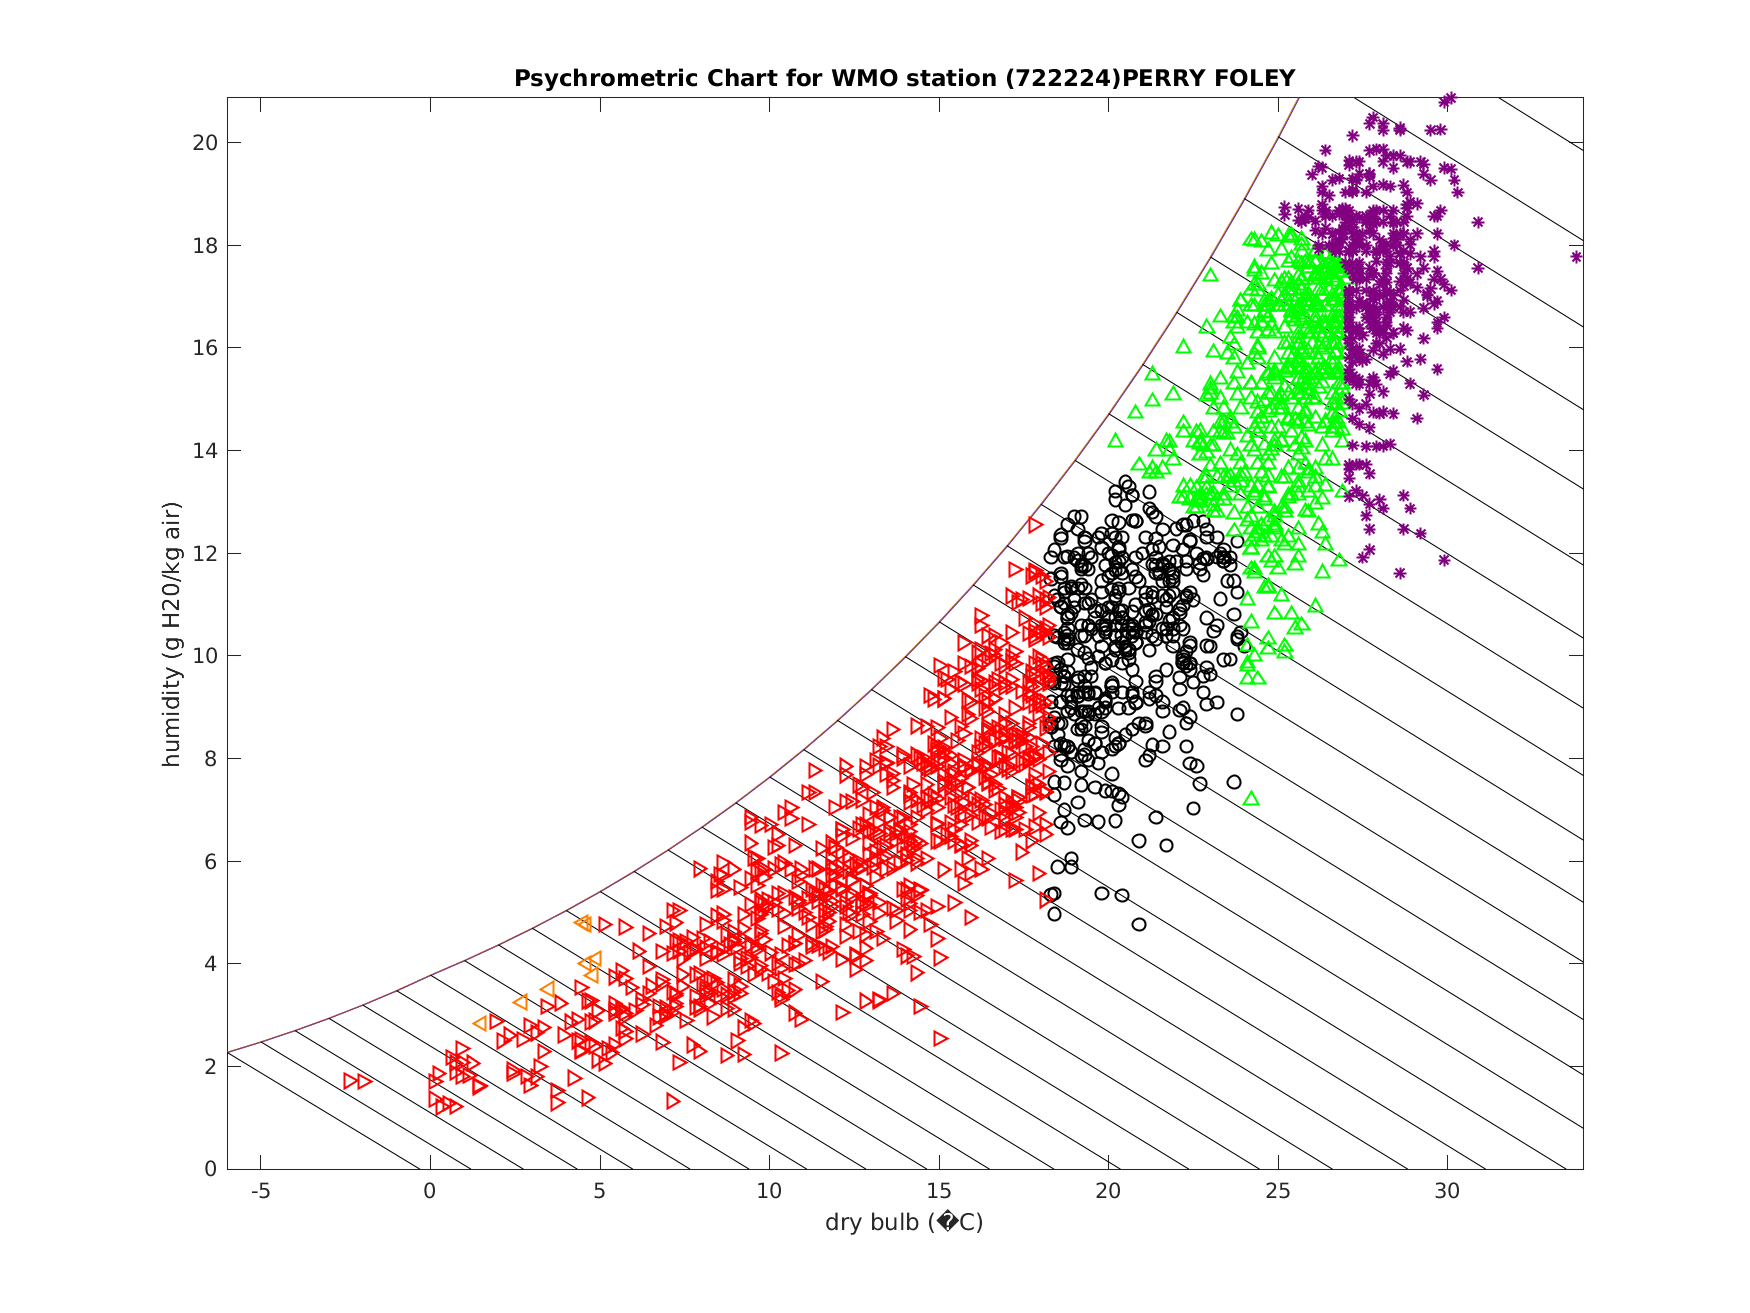 Psychrometric Chart for WMO station (722224)PERRY FOLEY
20
18
16
14
12
10
8
6
4
2
0
humidity (g H20/kg air)
-5 0 5 10 15 20 25 30
dry bulb (�C)